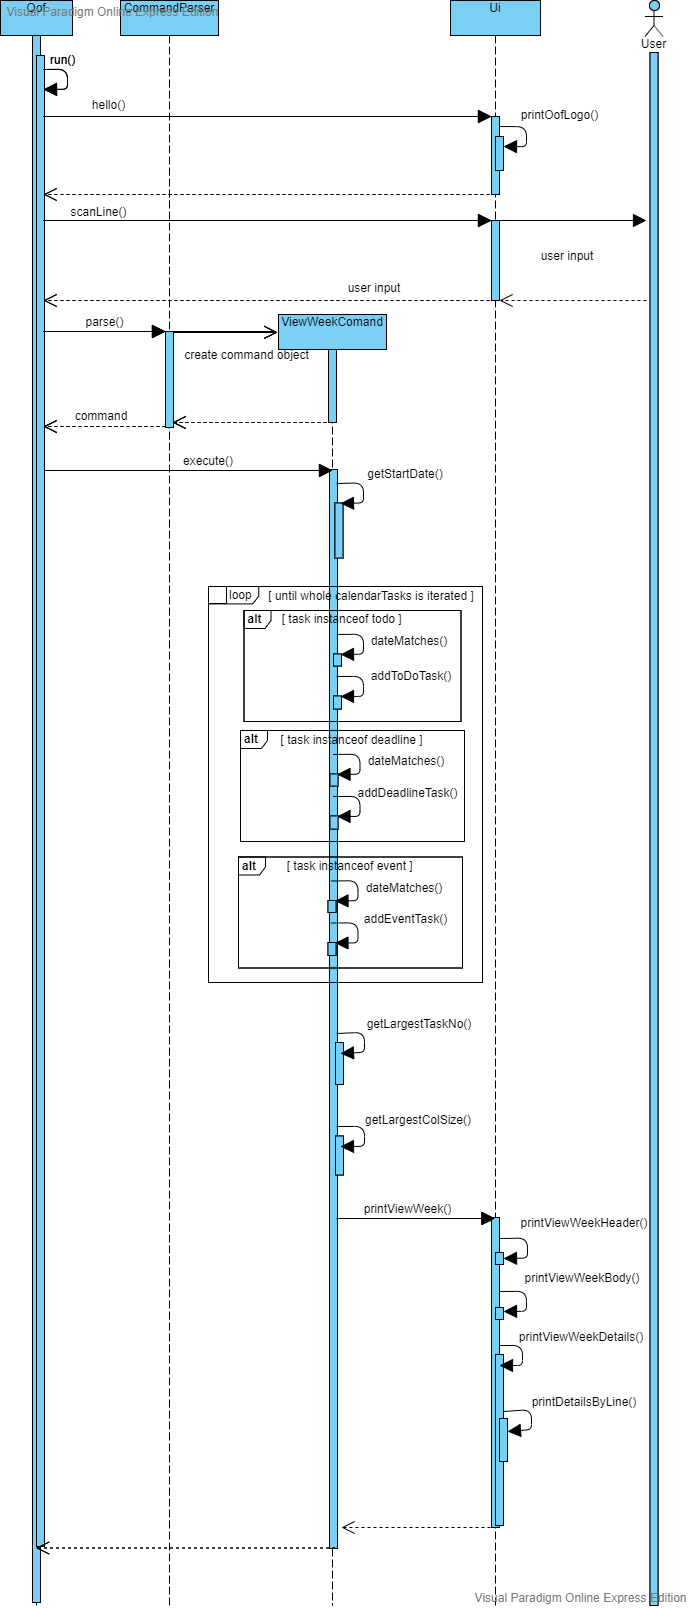 Oof
CommandParser
Ui
Visual Paradigm Online Express Edition
User
run()
hello()
printOofLogo()
scanLine()
user input
user input
parse()
ViewWeekComand
create command object
command
execute()
getStartDate()
loop [ until whole calendarTasks is iterated ]
alt [ task instanceof todo ]
dateMatches()
addToDoTask()
alt [ task instanceof deadline ]
dateMatches()
addDeadlineTask()
alt [ task instanceof event ]
dateMatches()
addEventTask()
getLargestTaskNo()
getLargestColSize()
printViewWeek()
printViewWeekHeader()
printViewWeekBody()
printViewWeekDetails()
printDetailsByLine()
Visual Paradigm Online Express Edition